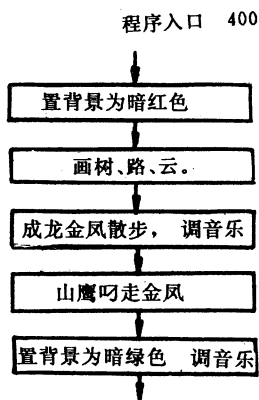 程序入口 400
置背景为暗红色
画树、路、云。
成龙金凤散步, 调音乐
山鹰叼走金凤
置背景为暗绿色 调音乐